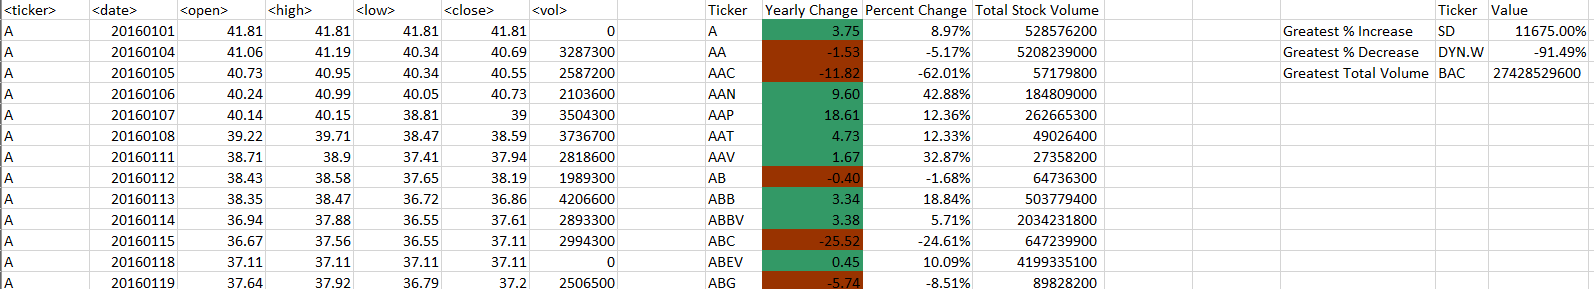 <ticker> <date> <open> <high> <low> <close> <vol> Ticker Yearly Change Percent Change Total Stock Volume Ticker Value
A 20160101 41.81 41.81 41.81 41.81 0 A 3.75 8.97% 528576200 Greatest % Increase SD 11675.00%
A 20160104 41.06 41.19 40.34 40.69 3287300 AA -1.53 -5.17% 5208239000 Greatest % Decrease DYN.W -91.49%
A 20160105 40.73 40.95 40.34 40.55 2587200 AAC -11.82 -62.01% 57179800 Greatest Total Volume BAC 27428529600
A 20160106 40.24 40.99 40.05 40.73 2103600 AAN 9.60 42.88% 184809000
A 20160107 40.14 40.15 38.81 39 3504300 AAP 18.61 12.36% 262665300
A 20160108 39.22 39.71 38.47 38.59 3736700 AAT 4.73 12.33% 49026400
A 20160111 38.71 38.9 37.41 37.94 2818600 AAV 1.67 32.87% 27358200
A 20160112 38.43 38.58 37.65 38.19 1989300 AB -0.40 -1.68% 64736300
A 20160113 38.35 38.47 36.72 36.86 4206600 ABB 3.34 18.84% 503779400
A 20160114 36.94 37.88 36.55 37.61 2893300 ABBV 3.38 5.71% 2034231800
A 20160115 36.67 37.56 36.55 37.11 2994300 ABC -25.52 -24.61% 647239900
A 20160118 37.11 37.11 37.11 37.11 0 ABEV 0.45 10.09% 4199335100
A 20160119 37.64 37.92 36.79 37.2 2506500 ABG -5.74 -8.51% 89828200